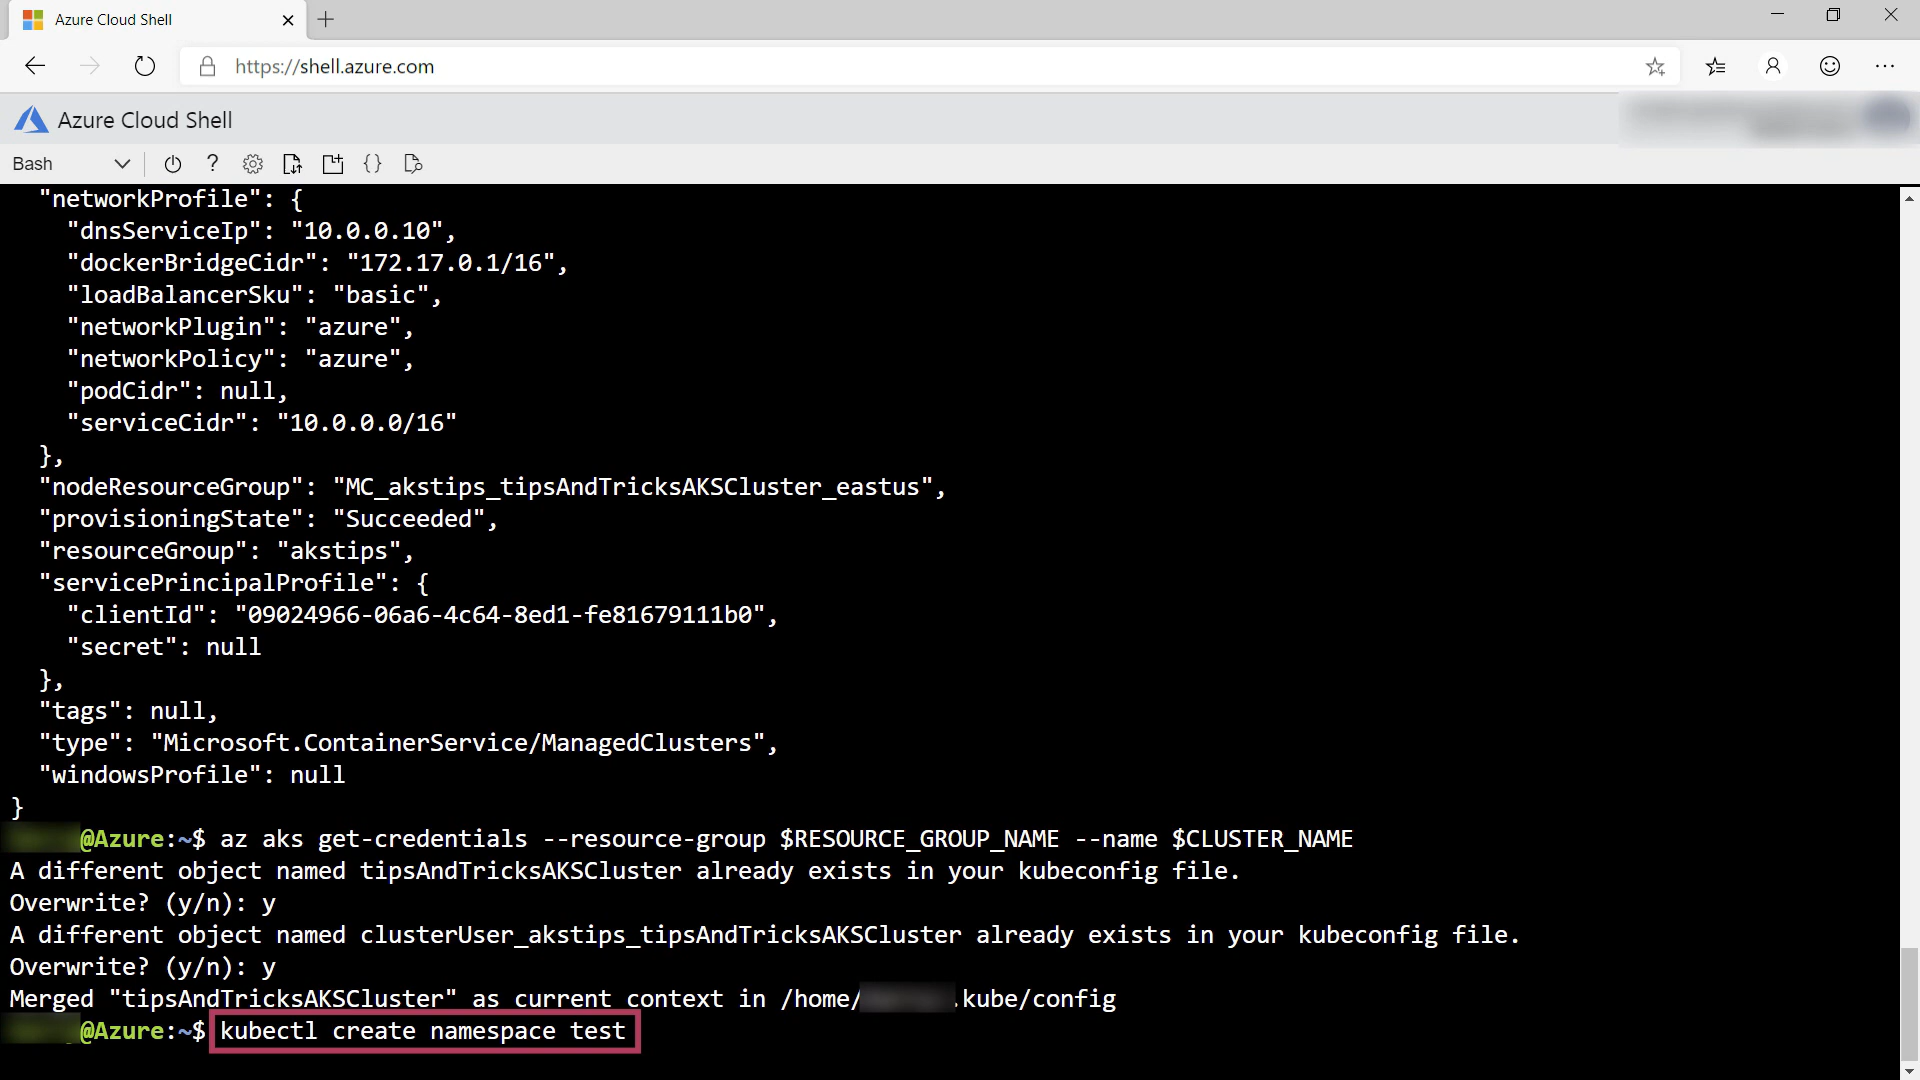 Azure Cloud Shell
https://shell.azure.com
Azure Cloud Shell
Bash
"networkProfile": {
"dnsServiceIp": "10.0.0.10",
"dockerBridgeCidr": "172.17.0.1/16",
"loadBalancerSku": "basic",
"networkPlugin": "azure",
"networkPolicy": "azure",
"podCidr": null,
"serviceCidr": "10.0.0.0/16"
},
"nodeResourceGroup": "MC_akstips_tipsAndTricksAKSCluster_eastus",
"provisioningState": "Succeeded",
"resourceGroup": "akstips",
"servicePrincipalProfile": {
"clientId": "09024966-06a6-4c64-8ed1-fe81679111b0",
"secret": null
},
"tags": null,
"type": "Microsoft.ContainerService/ManagedClusters",
"windowsProfile": null
}
@Azure:~$ az aks get-credentials --resource-group $RESOURCE_GROUP_NAME --name $CLUSTER_NAME
A different object named tipsAndTricksAKSCluster already exists in your kubeconfig file.
Overwrite? (y/n): y
A different object named clusterUser_akstips_tipsAndTricksAKSCluster already exists in your kubeconfig file.
Overwrite? (y/n): y
Merged "tipsAndTricksAKSCluster" as current context in /home/ .kube/config
@Azure:~$ kubectl create namespace test